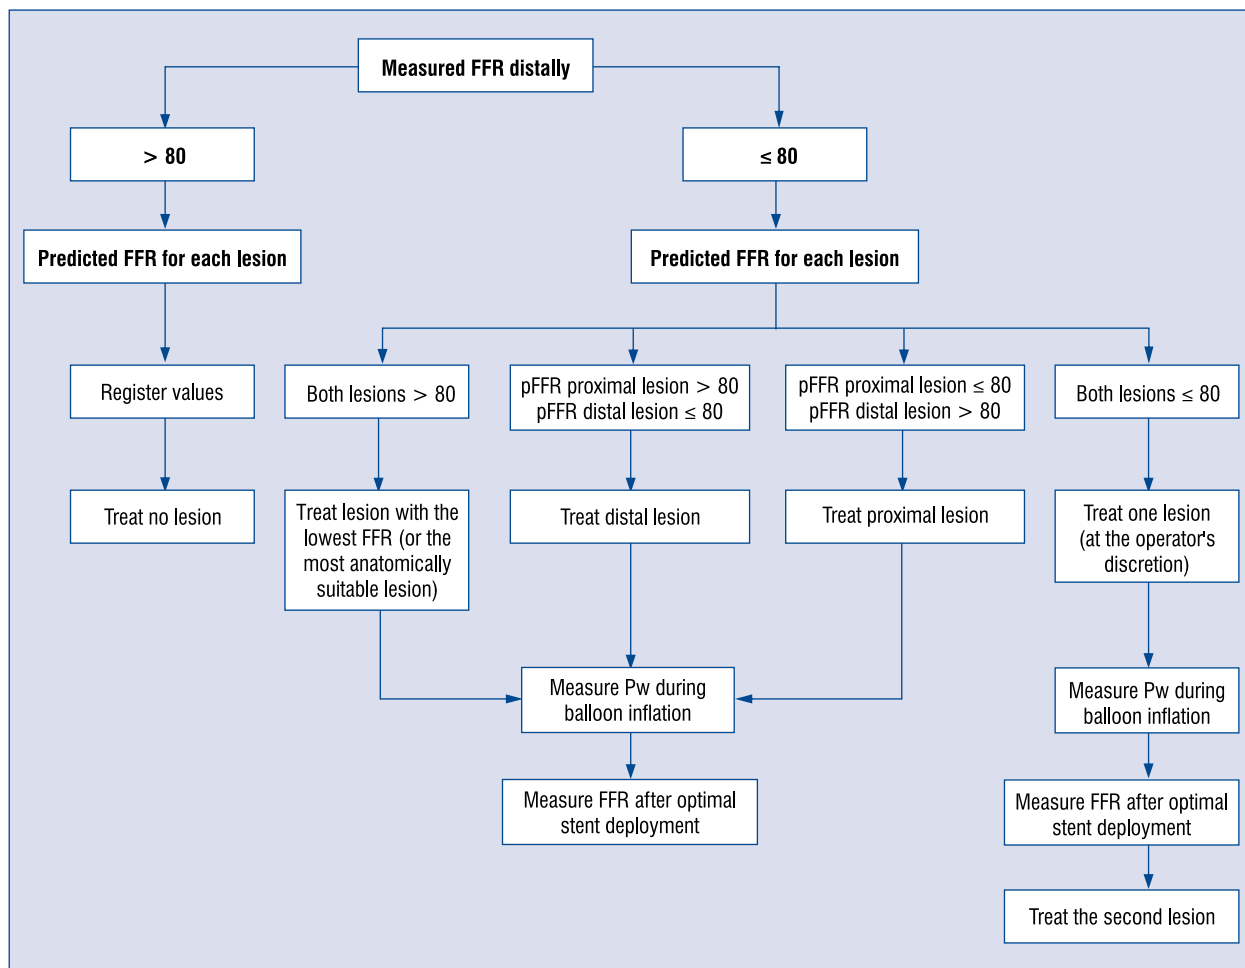 Measured FFR distally
> 80
≤ 80
Predicted FFR for each lesion
Predicted FFR for each lesion
Register values
Both lesions > 80
pFFR proximal lesion > 80
pFFR distal lesion ≤ 80
pFFR proximal lesion ≤ 80
pFFR distal lesion > 80
Both lesions ≤ 80
Treat no lesion
Treat lesion with the
lowest FFR (or the
most anatomically
suitable lesion)
Treat distal lesion
Treat proximal lesion
Treat one lesion
(at the operator's
discretion)
Measure Pw during
balloon inflation
Measure Pw during
balloon inflation
Measure FFR after optimal
stent deployment
Measure FFR after optimal
stent deployment
Treat the second lesion